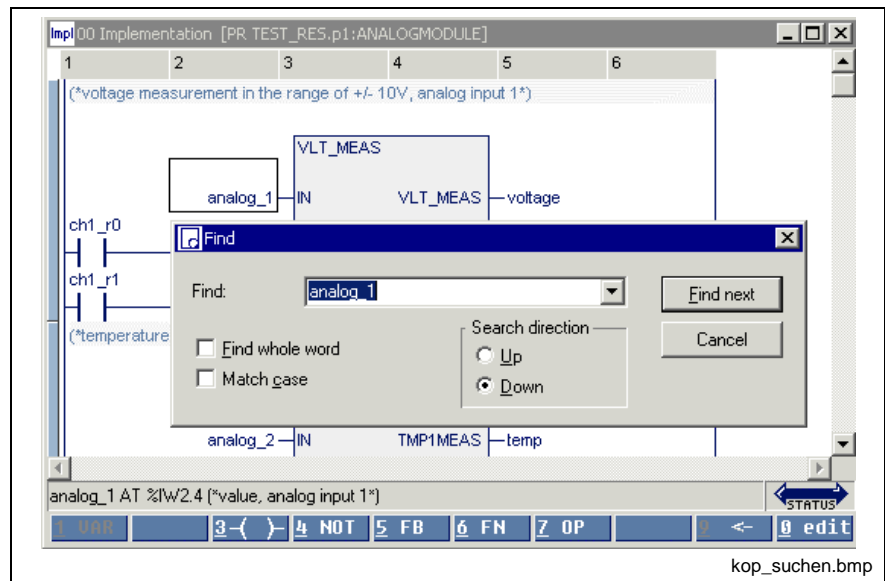 Impl 00 Implementation [PR TEST_RES.p1:ANALOGMODULE]
1 2 3 4 5 6
(*voltage measurement in the range of +/- 10V, analog input 1*)
VLT_MEAS
analog_1 IN VLT_MEAS voltage
ch1_r0
Find
ch1_r1
Find: analog_1 Find next
(*temperature
Find whole word
Search direction
Cancel
Up
Match case
Down
analog_2 IN TMP1MEAS temp
analog_1 AT %IW2.4 (*value, analog input 1*)
STATUS
1 VAR 3-( )- 4 NOT 5 FB 6 FN 7 OP 9 <- 0 edit
kop_suchen.bmp